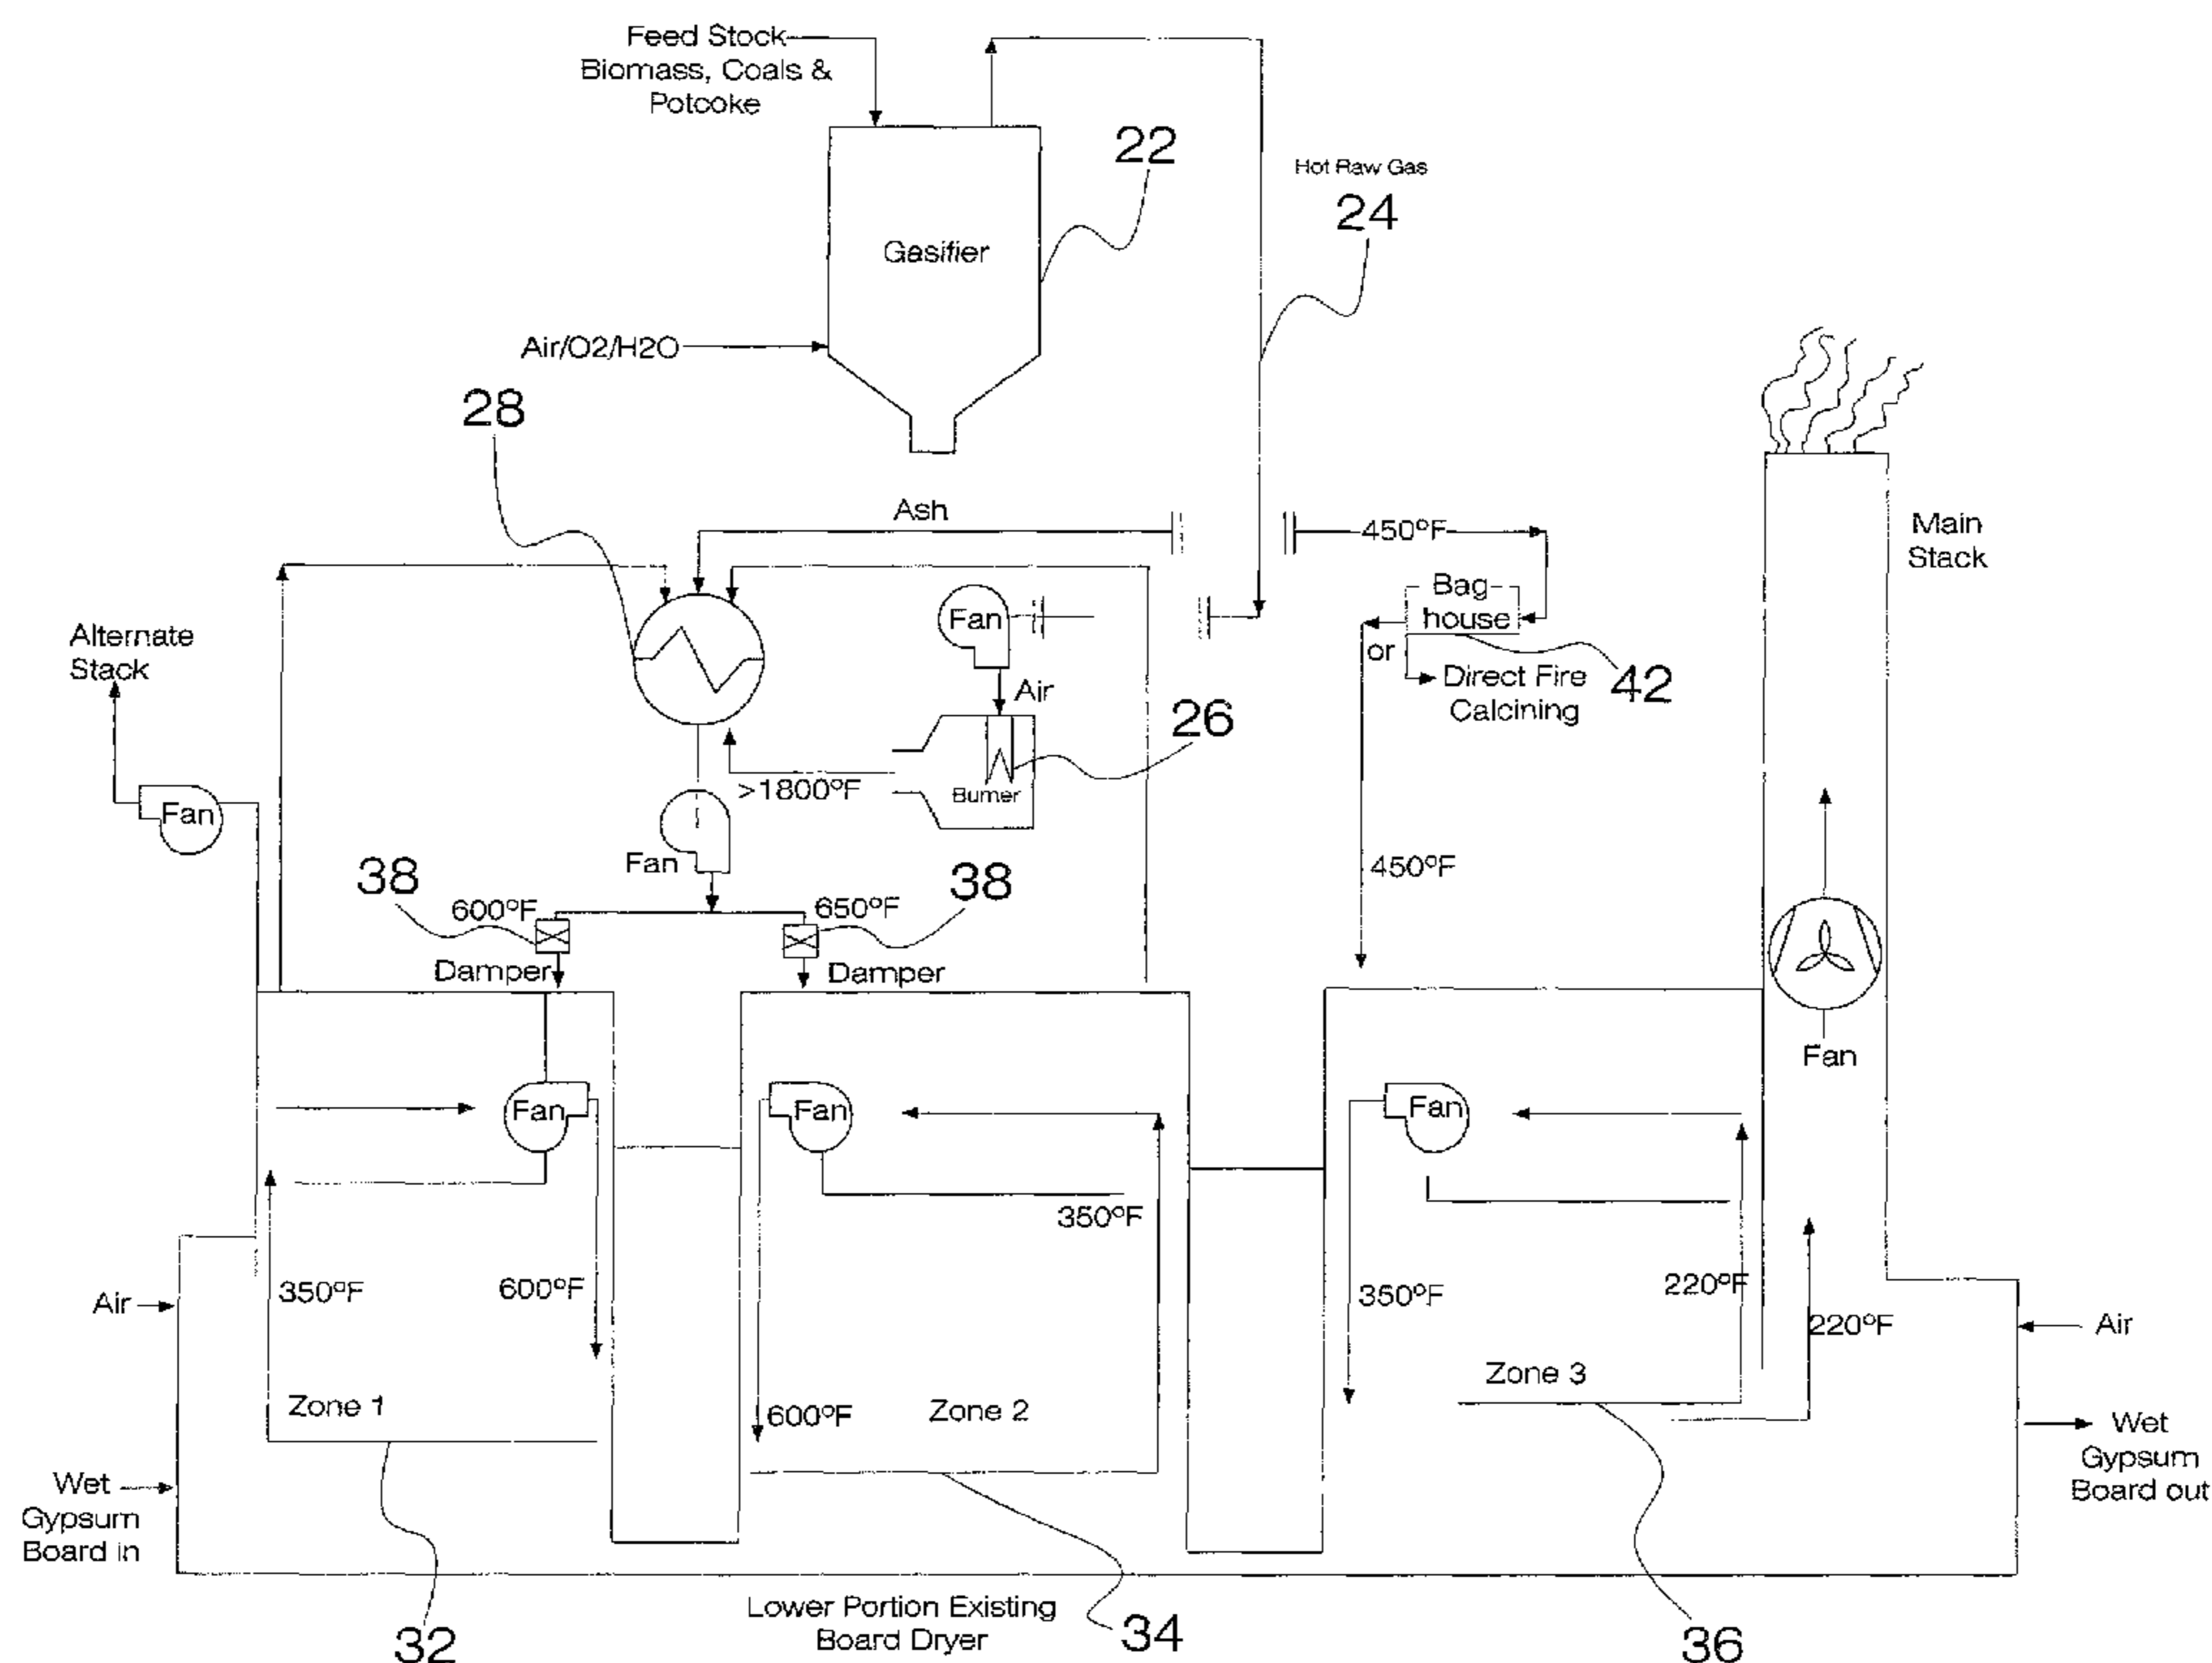 Feed Stock
Biomass, Coals &
Potcoke
22
Hot Raw Gas
24
Gasifier
Air/O2/H2O
28
Ash
450°F
Main
Stack
Bag
house
or
Direct Fire
Calcining
42
Fan
Alternate
Stack
Air
26
>1800°F
Burner
Fan
Fan
450°F
38
600°F
650°F
38
Damper
Damper
Fan
Fan
Fan
Fan
350°F
350°F
600°F
220°F
350°F
Air
220°F
Air
Zone 1
600°F
Zone 2
Zone 3
Wet
Gypsum
Board in
Wet
Gypsum
Board out
Lower Portion Existing
Board Dryer
32
34
36